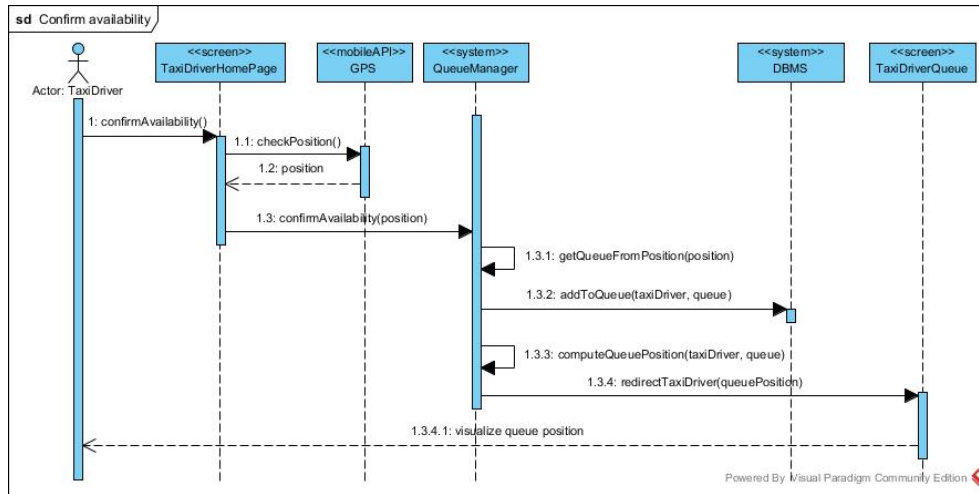 sd Confirm availability
<<screen>>
TaxiDriverHomePage
<<mobileAPI>>
GPS
<<system>>
QueueManager
<<system>>
DBMS
<<screen>>
TaxiDriverQueue
Actor: TaxiDriver
1: confirmAvailability()
1.1: checkPosition()
1.2: position
1.3: confirmAvailability(position)
1.3.1: getQueueFromPosition(position)
1.3.2: addToQueue(taxiDriver, queue)
1.3.3: computeQueuePosition(taxiDriver, queue)
1.3.4: redirectTaxiDriver(queuePosition)
1.3.4.1: visualize queue position
Powered By Visual Paradigm Community Edition